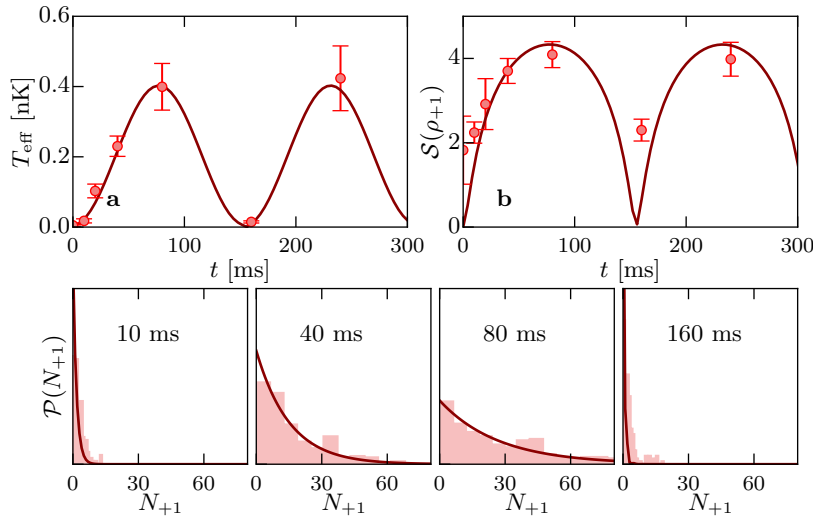 0.6
0.4
0.2
0.0
T_eff [nK]
a
0 100 200 300
t [ms]
4
2
0
S(ρ+1)
b
0 100 200 300
t [ms]
P(N+1)
10 ms
0 30 60
N+1
40 ms
0 30 60
N+1
80 ms
0 30 60
N+1
160 ms
0 30 60
N+1